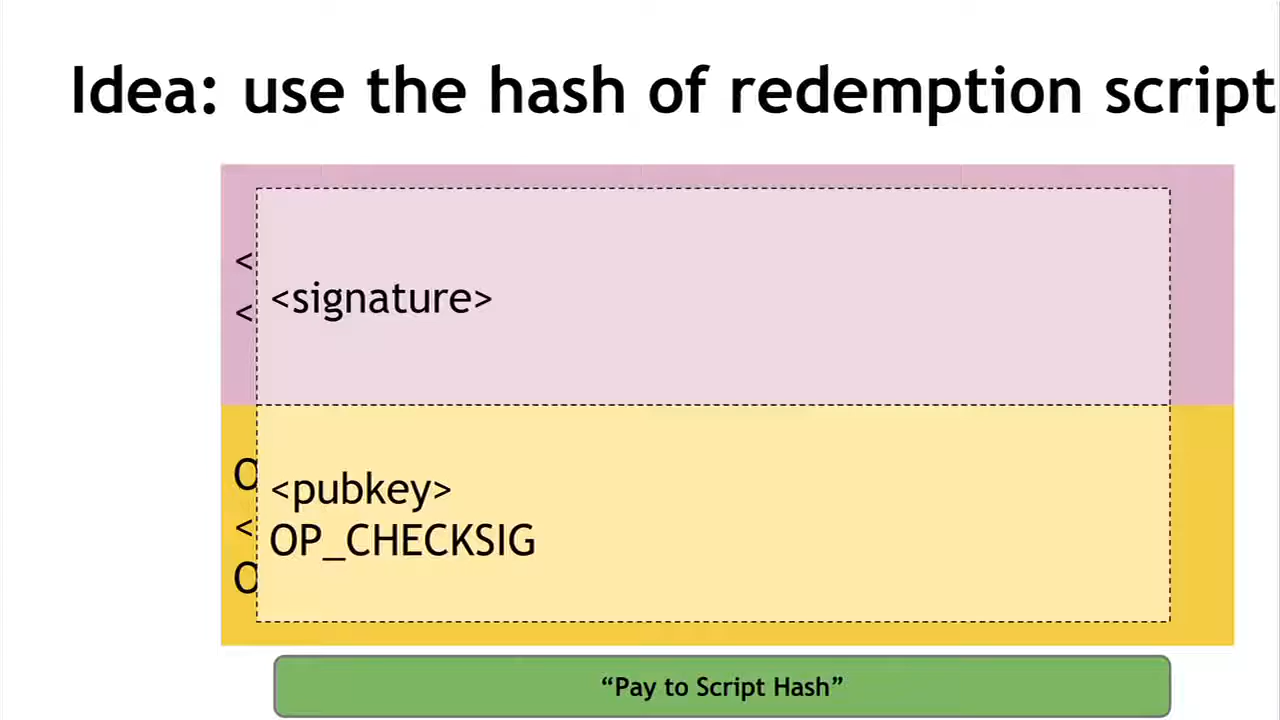 Idea: use the hash of redemption script
<
<signature>
<
O
<pubkey>
<
OP_CHECKSIG
O
“Pay to Script Hash”